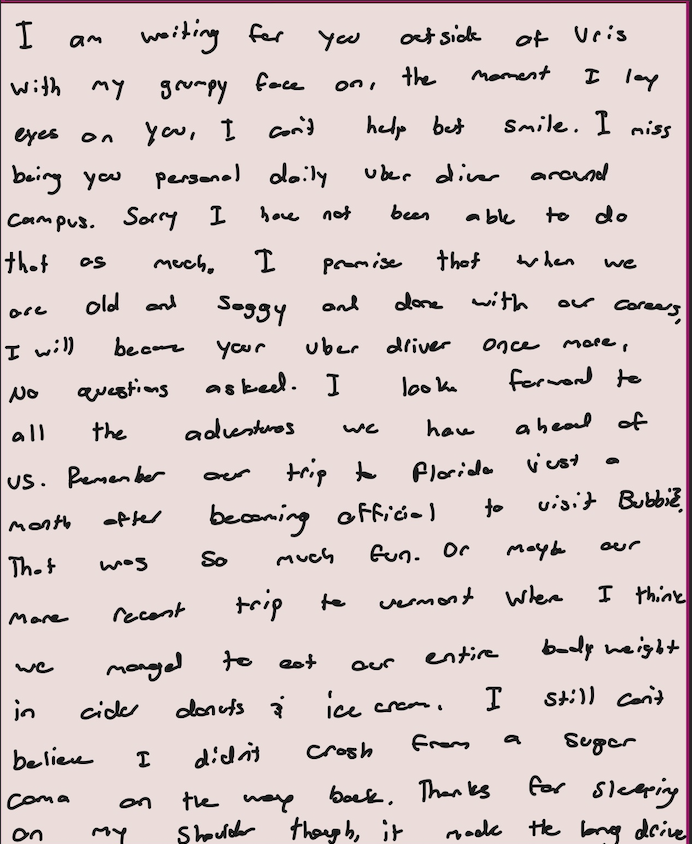 I am waiting for you outside of Uris
with my grumpy face on, the moment I lay
eyes on you, I can't help but smile. I miss
being you personal daily uber diver around
campus. Sorry I have not been able to do
that as much. I promise that when we
are old and Saggy and done with our careers,
I will become your uber driver once more,
No questions asked. I look forward to
all the adventures we have ahead of
us. Remember our trip to Florida just a
month after becoming official to visit Bubbie?
That was so much fun. Or maybe our
more recent trip to vermont Where I think
we manged to eat our entire body weight
in cider donuts & ice cream. I still can't
believe I didn't crash from a sugar
coma on the way back. Thanks for sleeping
on my shoulder though, it made the long drive